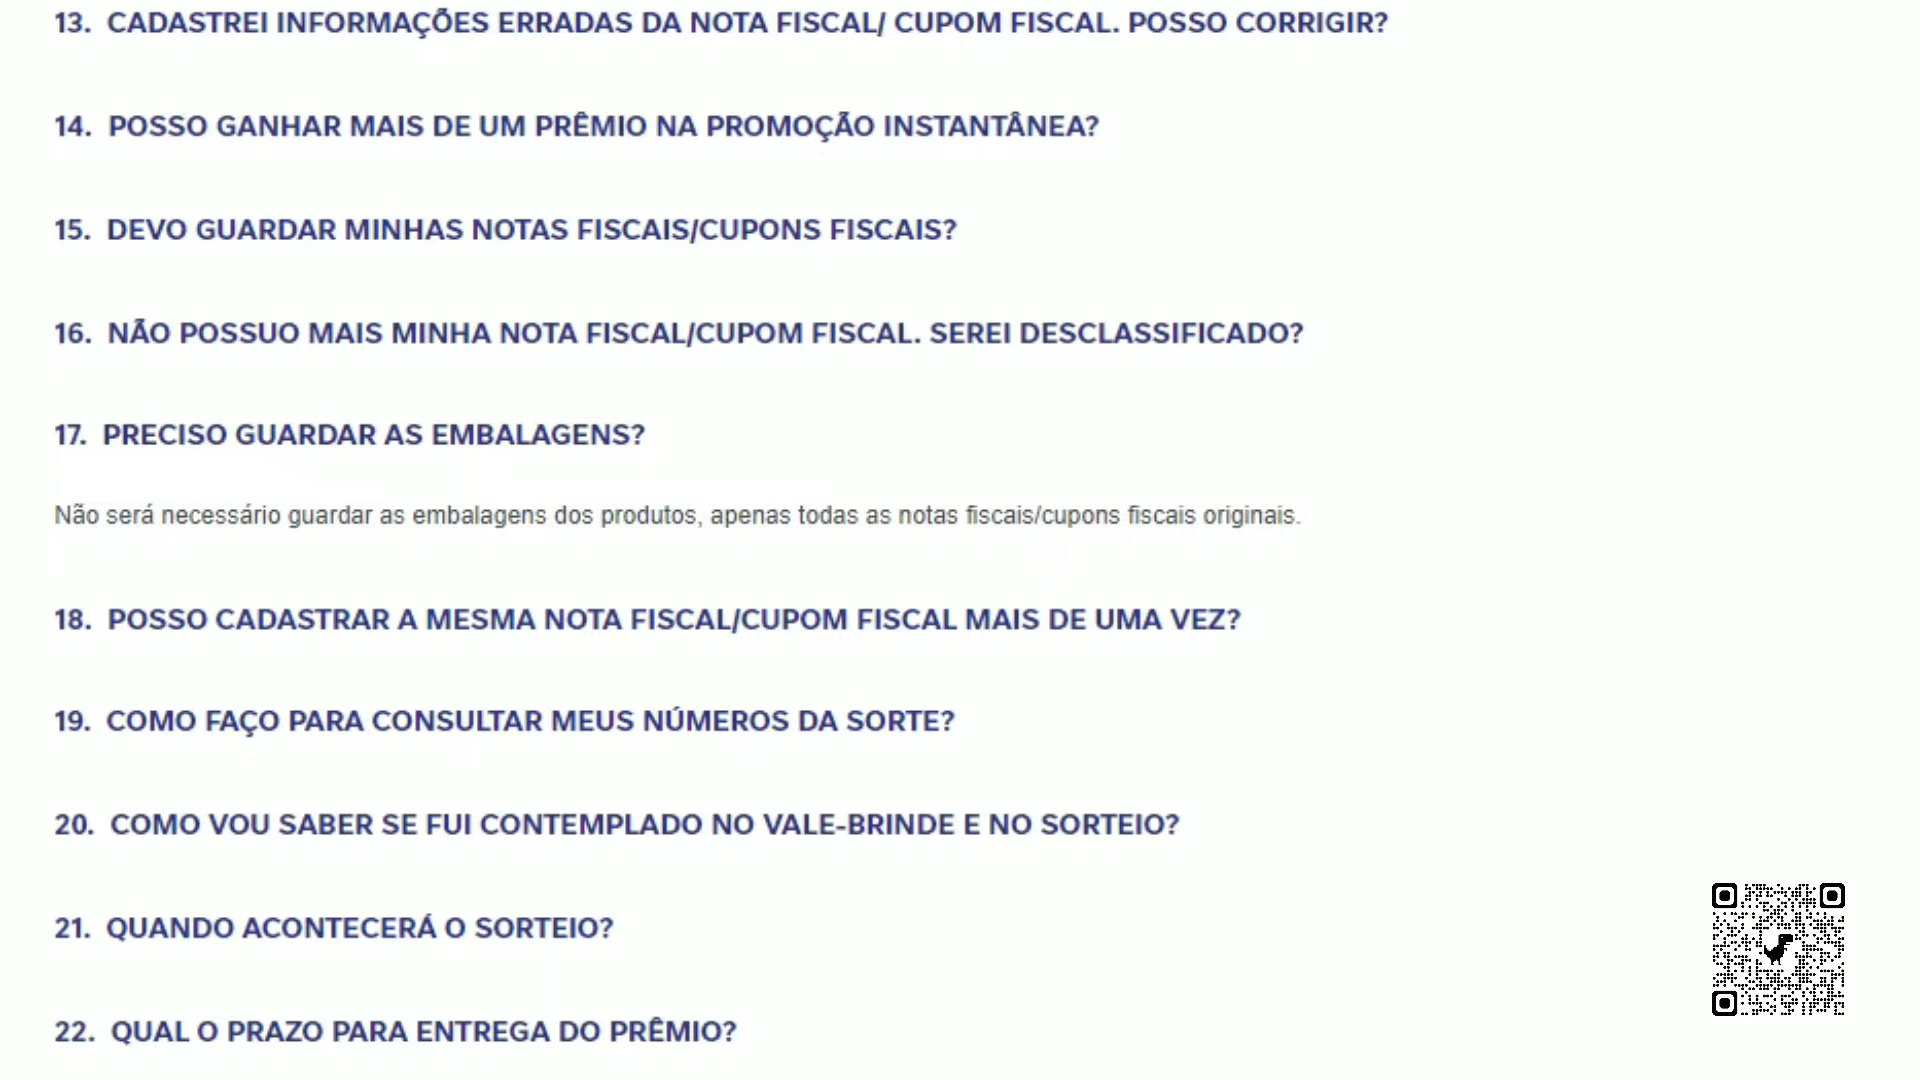 13. CADASTREI INFORMAÇÕES ERRADAS DA NOTA FISCAL/ CUPOM FISCAL. POSSO CORRIGIR?
14. POSSO GANHAR MAIS DE UM PRÊMIO NA PROMOÇÃO INSTANTÂNEA?
15. DEVO GUARDAR MINHAS NOTAS FISCAIS/CUPONS FISCAIS?
16. NÃO POSSUO MAIS MINHA NOTA FISCAL/CUPOM FISCAL. SEREI DESCLASSIFICADO?
17. PRECISO GUARDAR AS EMBALAGENS?
Não será necessário guardar as embalagens dos produtos, apenas todas as notas fiscais/cupons fiscais originais.
18. POSSO CADASTRAR A MESMA NOTA FISCAL/CUPOM FISCAL MAIS DE UMA VEZ?
19. COMO FAÇO PARA CONSULTAR MEUS NÚMEROS DA SORTE?
20. COMO VOU SABER SE FUI CONTEMPLADO NO VALE-BRINDE E NO SORTEIO?
21. QUANDO ACONTECERÁ O SORTEIO?
22. QUAL O PRAZO PARA ENTREGA DO PRÊMIO?